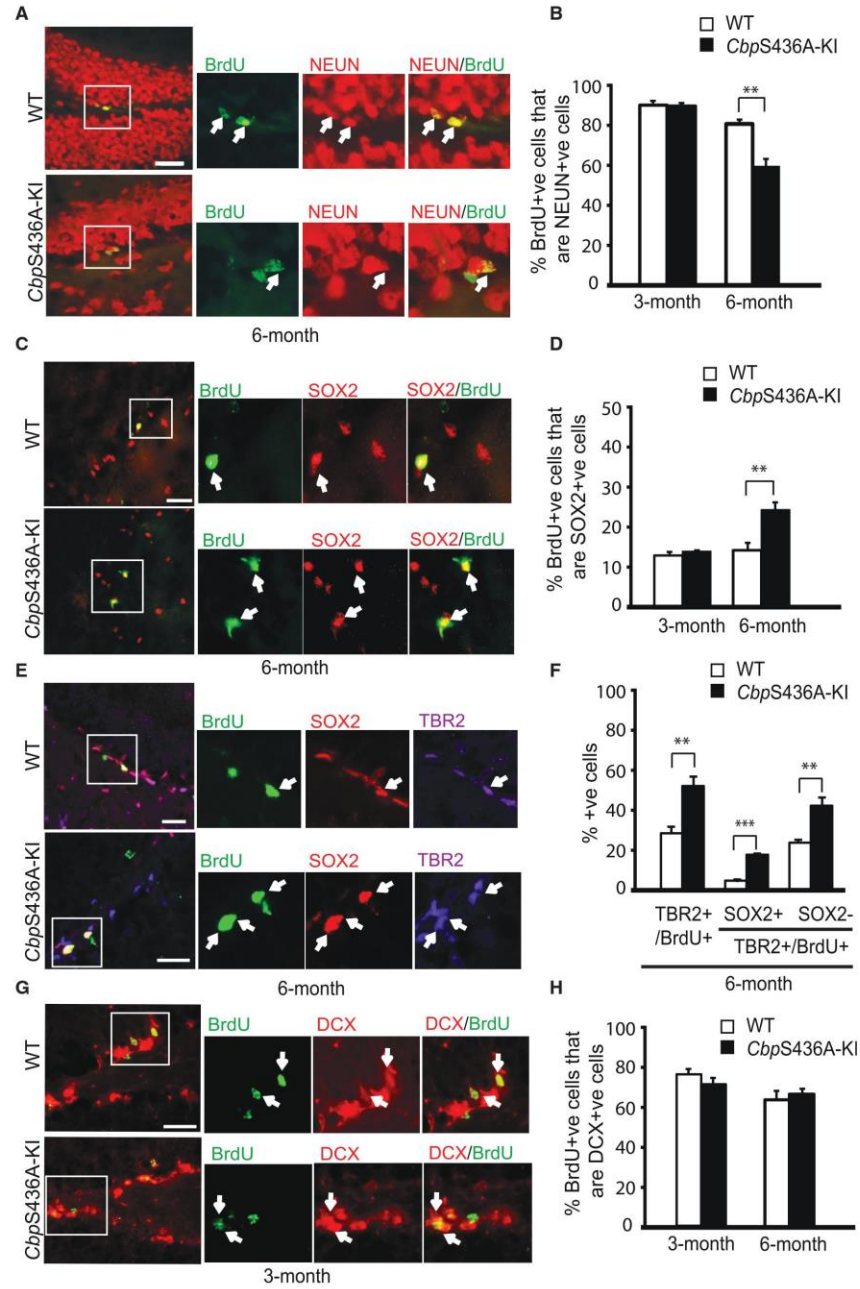 A
BrdU NEUN NEUN/BrdU
WT
BrdU NEUN NEUN/BrdU
CbpS436A-KI
6-month
B
WT
CbpS436A-KI
% BrdU+ve cells that
are NEUN+ve cells
100
80
60
40
20
0
**
3-month 6-month
C
BrdU SOX2 SOX2/BrdU
WT
BrdU SOX2 SOX2/BrdU
CbpS436A-KI
6-month
D
WT
CbpS436A-KI
% BrdU+ve cells that
are SOX2+ve cells
50
40
30
20
10
0
**
3-month 6-month
E
BrdU SOX2 TBR2
WT
BrdU SOX2 TBR2
CbpS436A-KI
6-month
F
WT
CbpS436A-KI
% +ve cells
100
80
60
40
20
0
**
***
**
TBR2+ SOX2+ SOX2-
/BrdU+ TBR2+/BrdU+
6-month
G
BrdU DCX DCX/BrdU
WT
BrdU DCX DCX/BrdU
CbpS436A-KI
3-month
H
WT
CbpS436A-KI
% BrdU+ve cells that
are DCX+ve cells
100
80
60
40
20
0
3-month 6-month